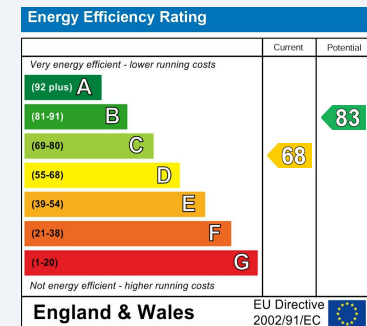 Energy Efficiency Rating
Current Potential
Very energy efficient - lower running costs
(92 plus) A
(81-91) B
83
(69-80) C
68
(55-68) D
(39-54) E
(21-38) F
(1-20) G
Not energy efficient - higher running costs
England & Wales
EU Directive
2002/91/EC